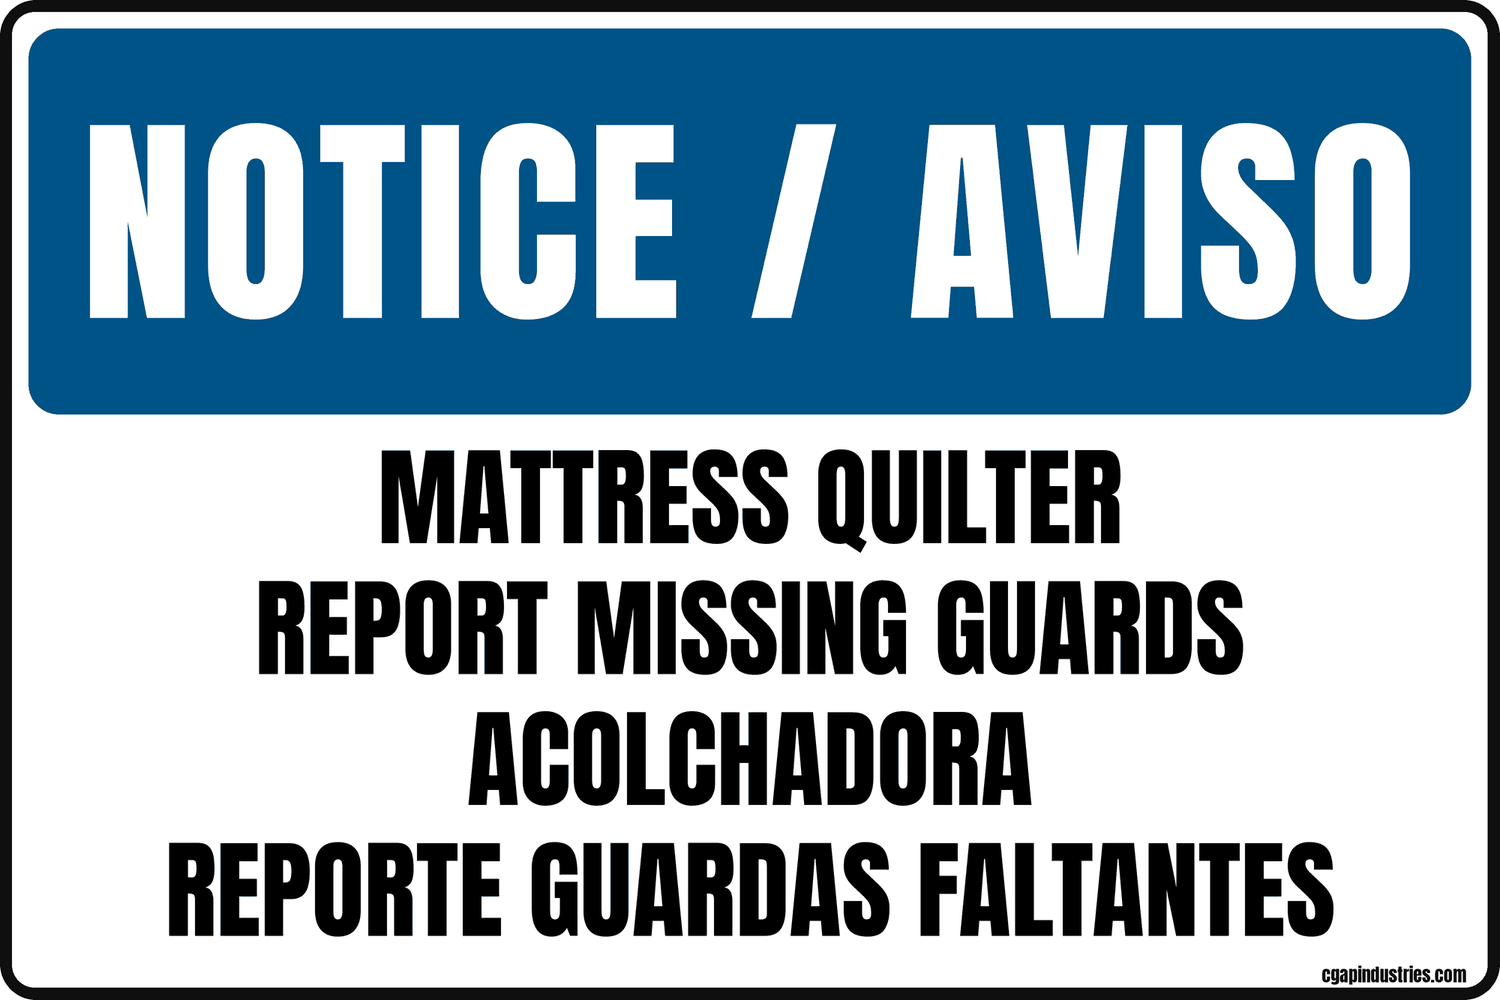 NOTICE / AVISO
MATTRESS QUILTER
REPORT MISSING GUARDS
ACOLCHADORA
REPORTE GUARDAS FALTANTES
cgapindustries.com